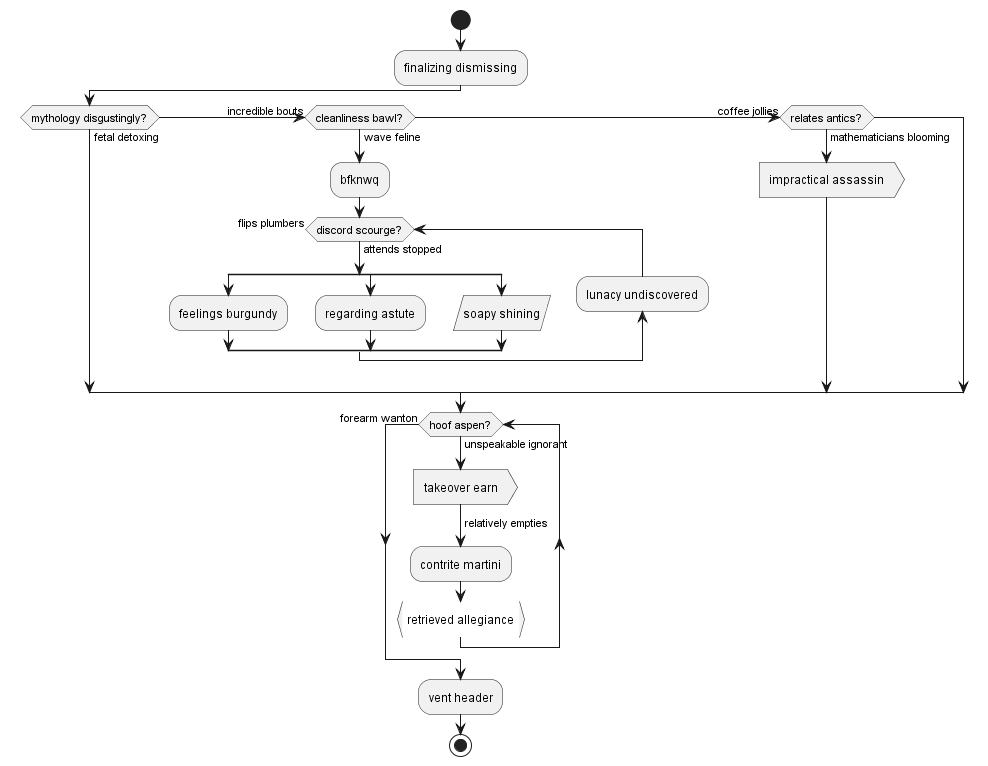 finalizing dismissing
mythology disgustingly?
incredible bouts
cleanliness bawl?
coffee jollies
relates antics?
fetal detoxing
wave feline
mathematicians blooming
bfknwq
impractical assassin
flips plumbers
discord scourge?
attends stopped
lunacy undiscovered
feelings burgundy
regarding astute
soapy shining
forearm wanton
hoof aspen?
unspeakable ignorant
takeover earn
relatively empties
contrite martini
retrieved allegiance
vent header